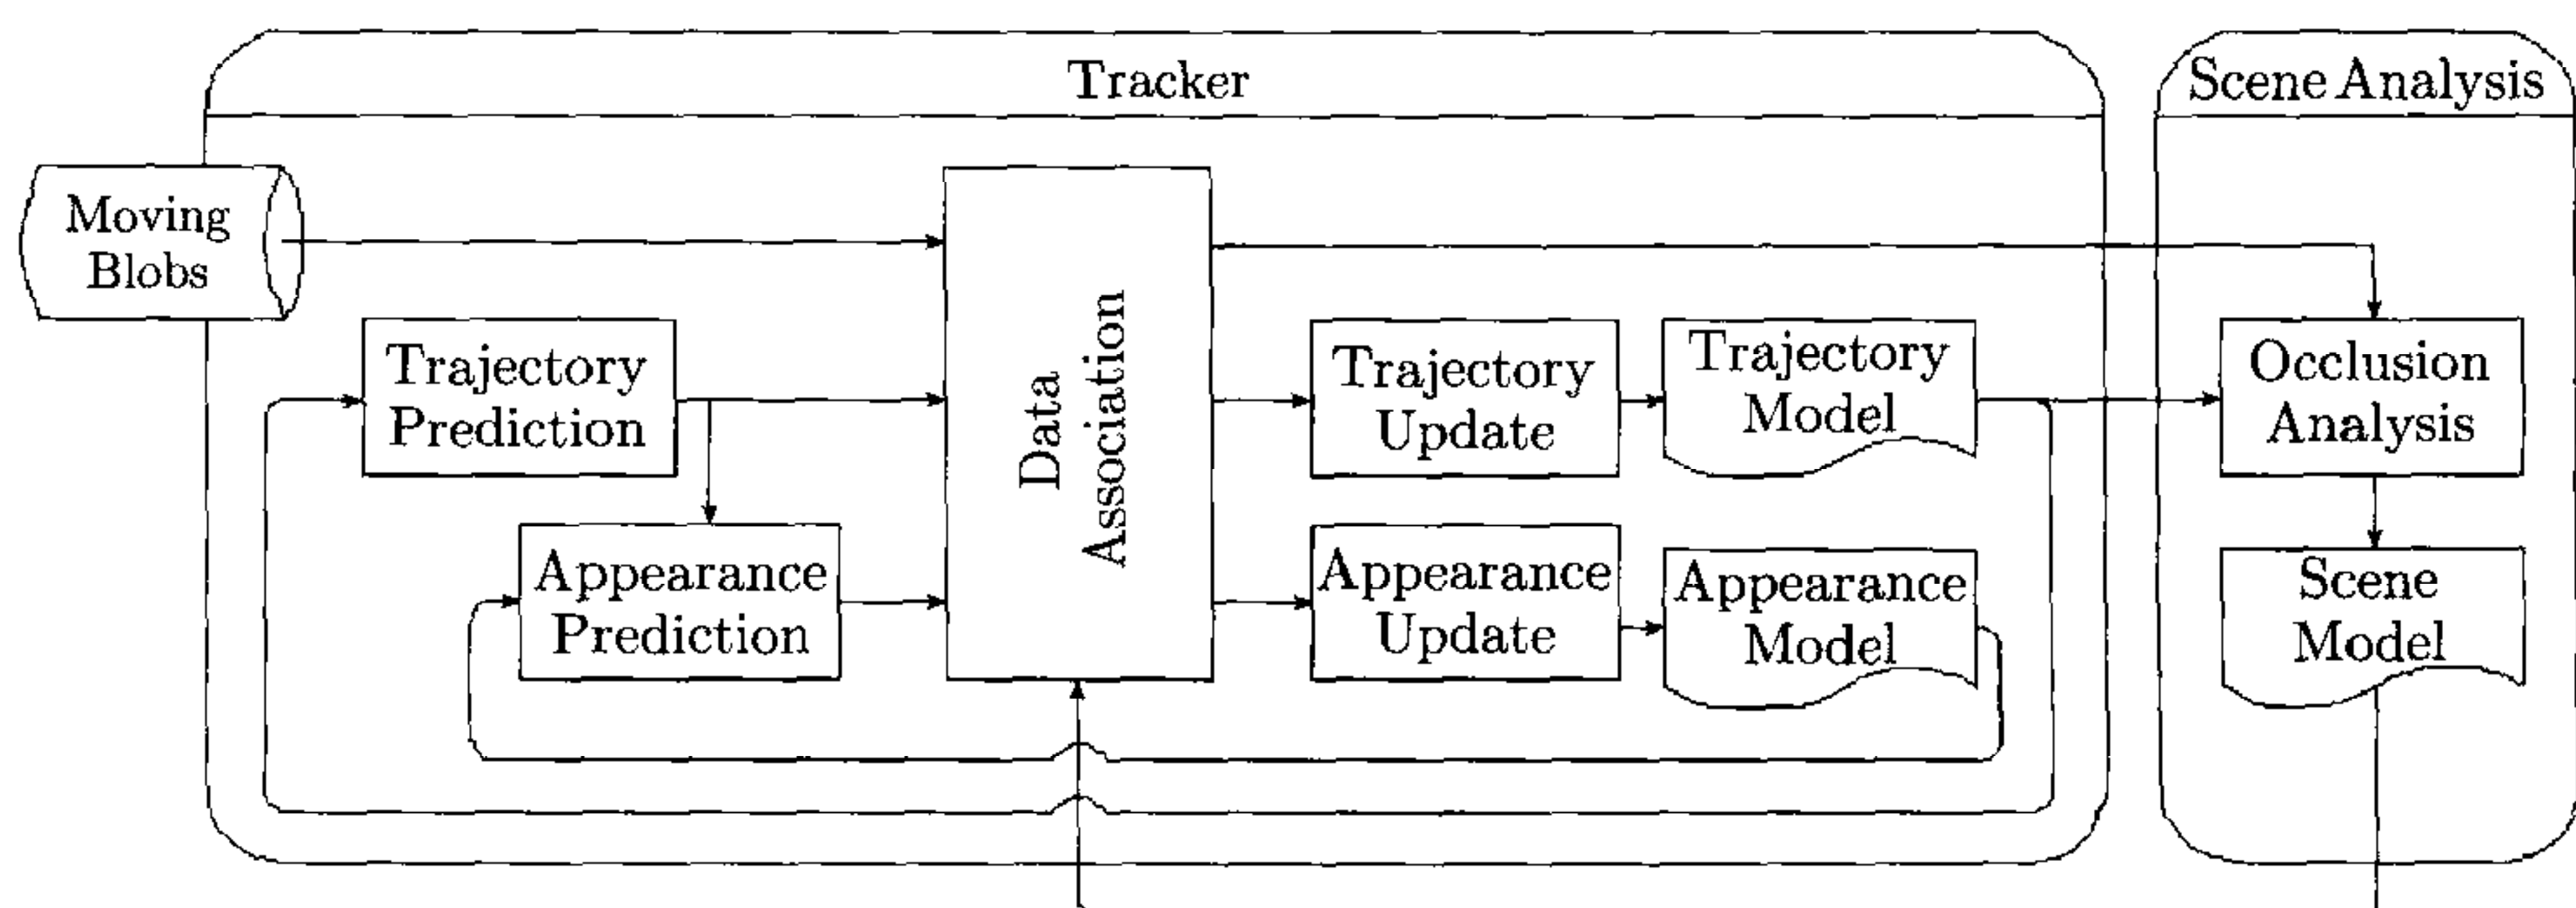 Tracker
Scene Analysis
Moving
Blobs
Trajectory
Prediction
Appearance
Prediction
Data
Association
Trajectory
Update
Trajectory
Model
Appearance
Update
Appearance
Model
Occlusion
Analysis
Scene
Model